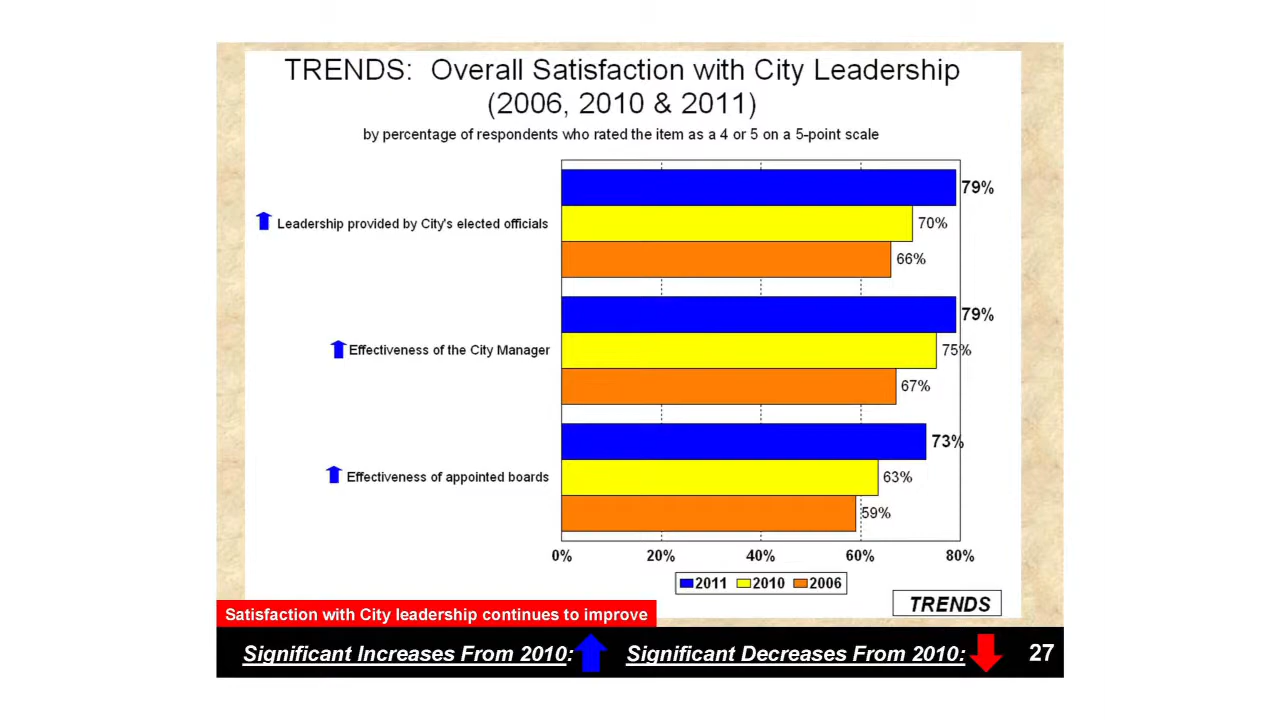 TRENDS: Overall Satisfaction with City Leadership
(2006, 2010 & 2011)
by percentage of respondents who rated the item as a 4 or 5 on a 5-point scale
79%
Leadership provided by City's elected officials
70%
66%
79%
Effectiveness of the City Manager
75%
67%
73%
Effectiveness of appointed boards
63%
59%
0% 20% 40% 60% 80%
2011 2010 2006
TRENDS
Satisfaction with City leadership continues to improve
Significant Increases From 2010: Significant Decreases From 2010: 27